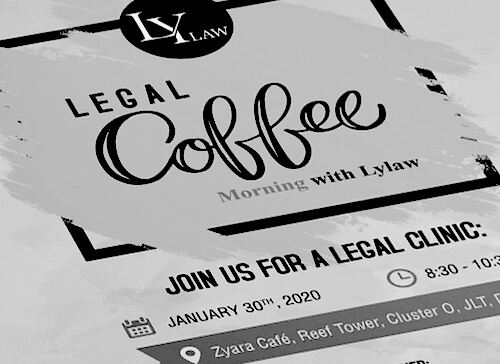 LY LAW
LEGAL
Coffee
Morning with Lylaw
JOIN US FOR A LEGAL CLINIC:
JANUARY 30TH, 2020
8:30 - 10:3
Zyara Café, Reef Tower, Cluster O, JLT,